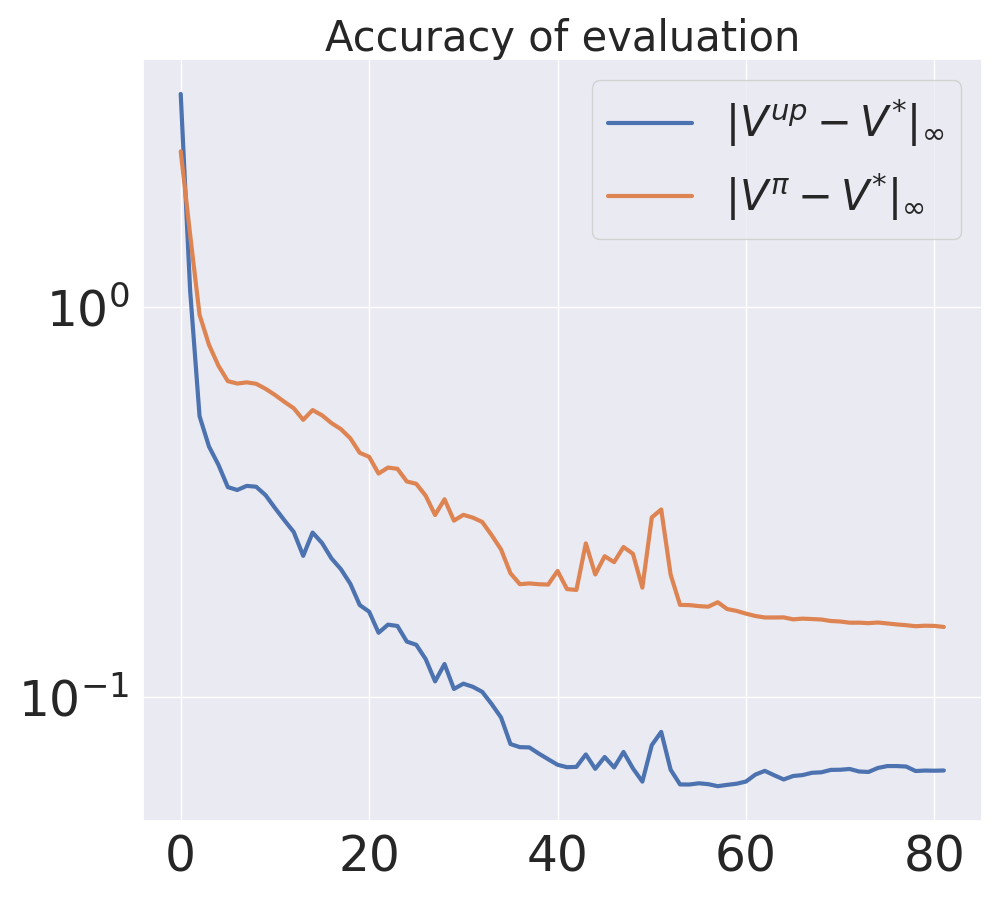 Accuracy of evaluation
|V^{up} − V^*|_∞
|V^π − V^*|_∞
10^0
10^{−1}
0 20 40 60 80